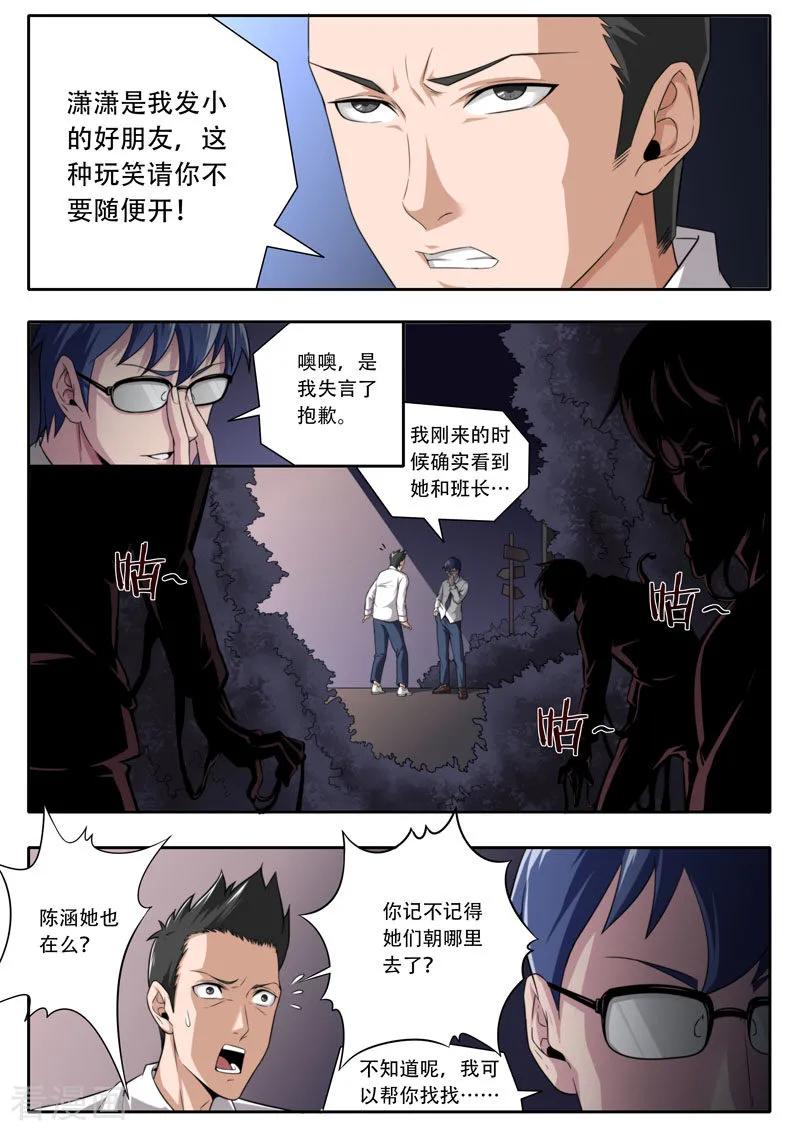 潇潇是我发小
的好朋友，这
种玩笑请你不
要随便开！
噢噢，是
我失言了
抱歉。
我刚来的时
候确实看到
她和班长…
咕～
咕～
咕～
陈涵她也
在么？
你记不记得
她们朝哪里
去了？
不知道呢，我可
以帮你找找……
看漫画